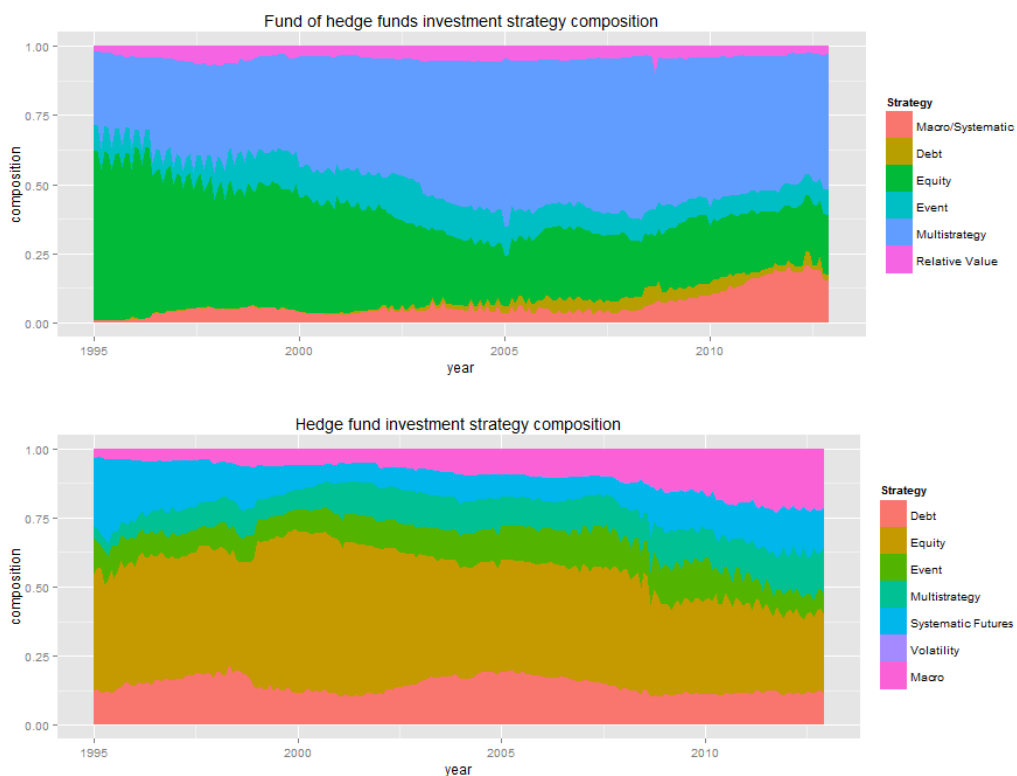 Fund of hedge funds investment strategy composition
1.00
0.75
0.50
0.25
0.00
composition
1995
2000
2005
2010
year
Strategy
Macro/Systematic
Debt
Equity
Event
Multistrategy
Relative Value
Hedge fund investment strategy composition
1.00
0.75
0.50
0.25
0.00
composition
1995
2000
2005
2010
year
Strategy
Debt
Equity
Event
Multistrategy
Systematic Futures
Volatility
Macro